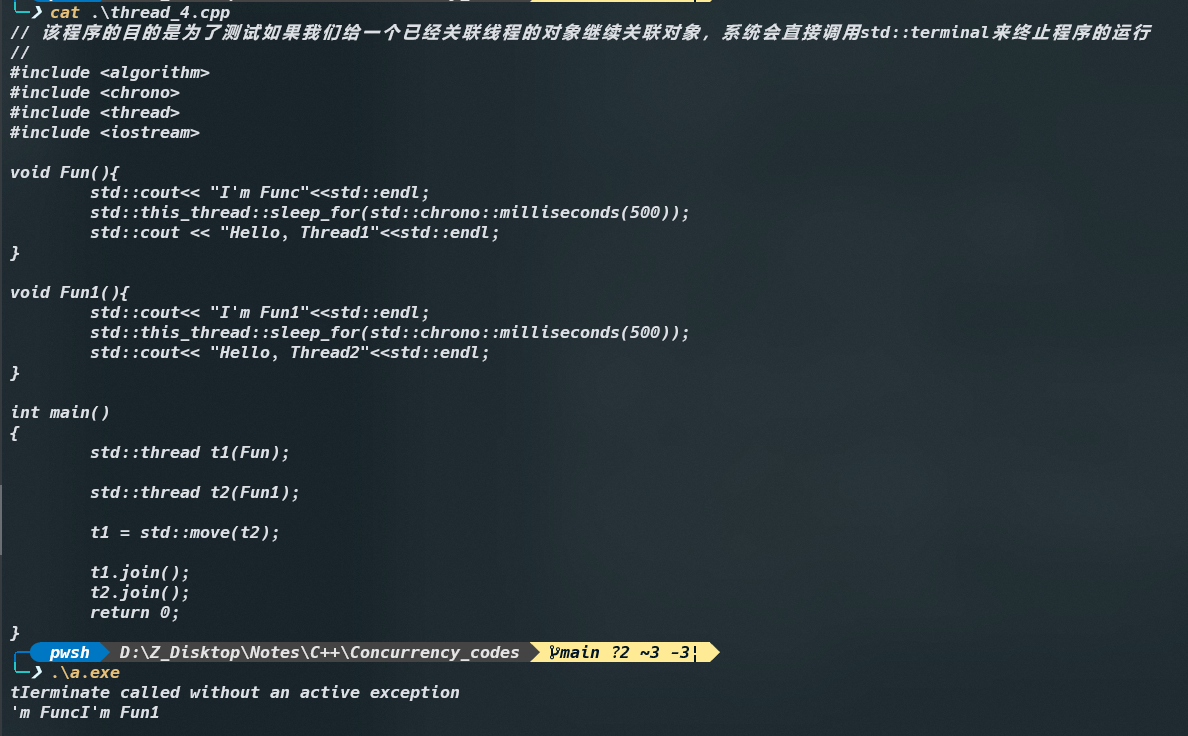 ❯ cat .\thread_4.cpp
// 该程序的目的是为了测试如果我们给一个已经关联线程的对象继续关联对象，系统会直接调用std::terminal来终止程序的运行
//
#include <algorithm>
#include <chrono>
#include <thread>
#include <iostream>
void Fun(){
        std::cout<< "I'm Func"<<std::endl;
        std::this_thread::sleep_for(std::chrono::milliseconds(500));
        std::cout << "Hello, Thread1"<<std::endl;
}
void Fun1(){
        std::cout<< "I'm Fun1"<<std::endl;
        std::this_thread::sleep_for(std::chrono::milliseconds(500));
        std::cout<< "Hello, Thread2"<<std::endl;
}
int main()
{
        std::thread t1(Fun);
        std::thread t2(Fun1);
        t1 = std::move(t2);
        t1.join();
        t2.join();
        return 0;
}
pwsh D:\Z_Disktop\Notes\C++\Concurrency_codes main ?2 ~3 -3¦
❯ .\a.exe
tIerminate called without an active exception
'm FuncI'm Fun1